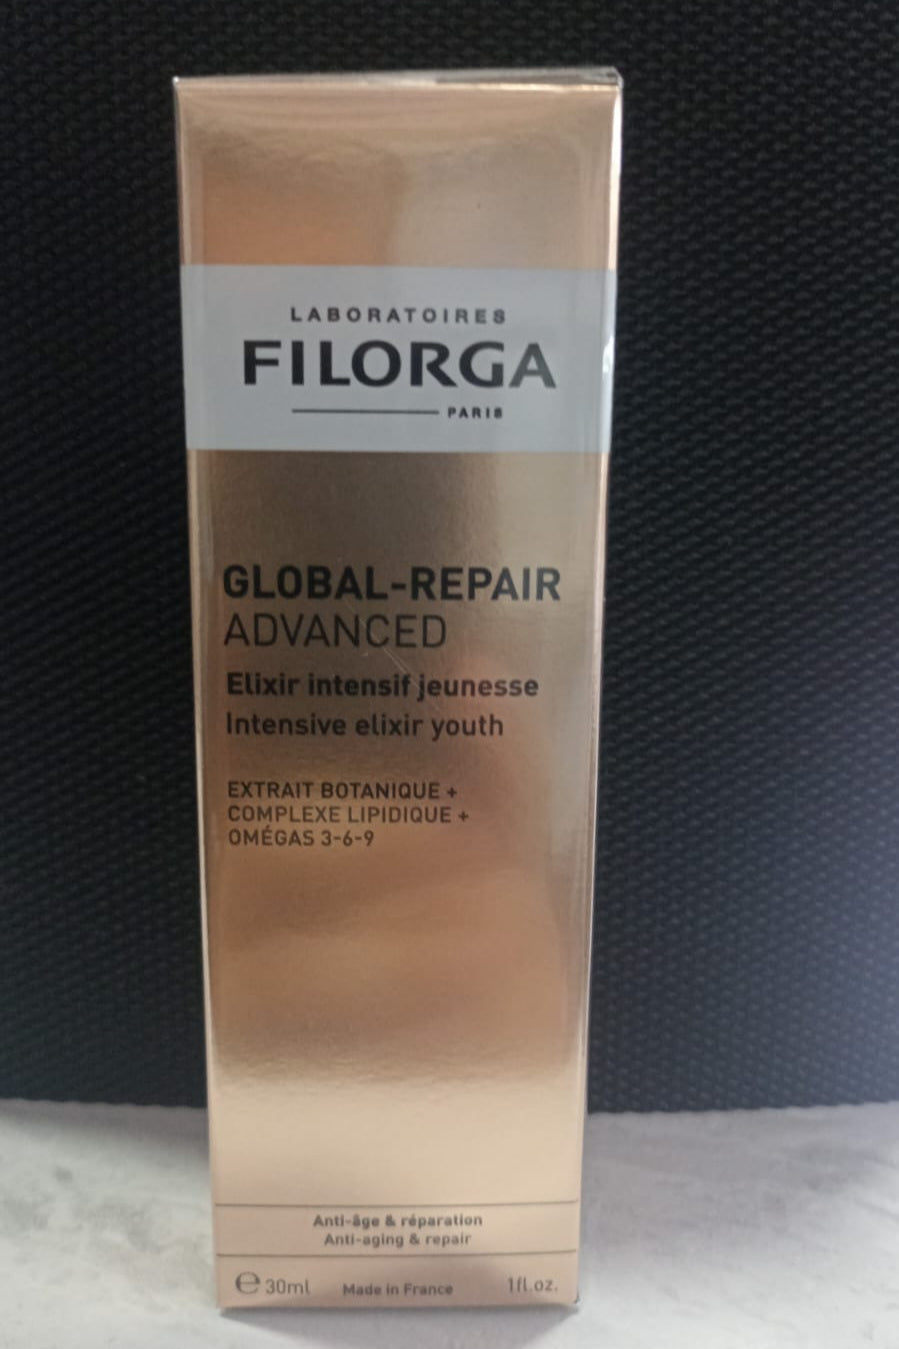 LABORATOIRES
FILORGA
PARIS
GLOBAL-REPAIR
ADVANCED
Elixir intensif jeunesse
Intensive elixir youth
EXTRAIT BOTANIQUE +
COMPLEXE LIPIDIQUE +
OMÉGAS 3-6-9
Anti-âge & réparation
Anti-aging & repair
℮ 30ml Made in France 1fl.oz.